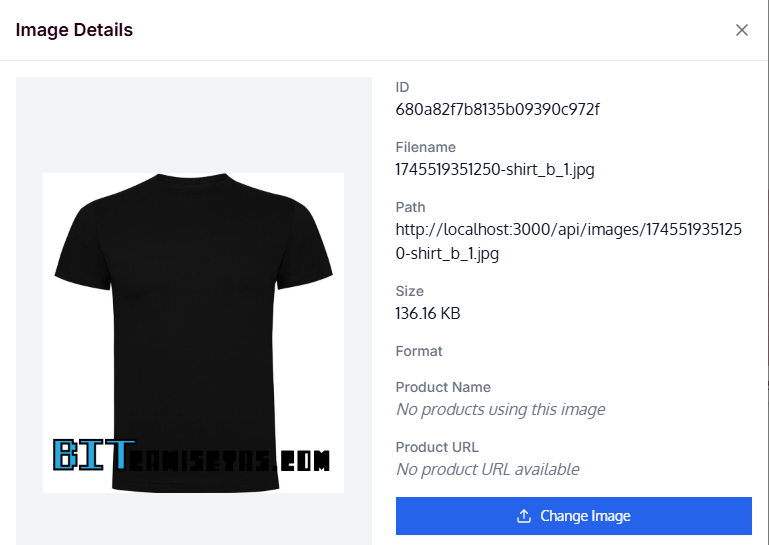 Image Details
ID
680a82f7b8135b09390c972f
Filename
1745519351250-shirt_b_1.jpg
Path
http://localhost:3000/api/images/174551935125
0-shirt_b_1.jpg
Size
136.16 KB
Format
Product Name
No products using this image
Product URL
No product URL available
Change Image
BITCAMISETAS.COM